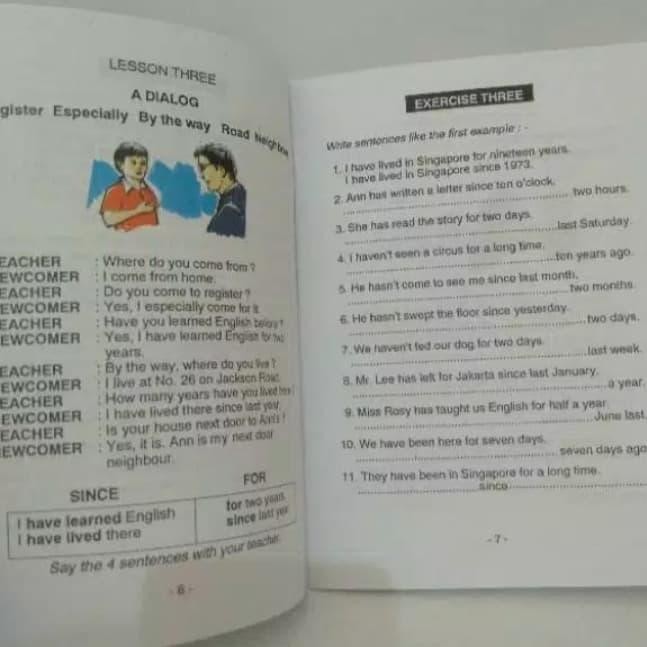 LESSON THREE
A DIALOG
gister Especially By the way Road Neighbour
EACHER : Where do you come from ?
EWCOMER : I come from home.
EACHER : Do you come to register ?
EWCOMER : Yes, I especially come for it.
EACHER : Have you learned English before ?
EWCOMER : Yes, I have learned English for two
years.
EACHER : By the way, where do you live ?
EWCOMER : I live at No. 26 on Jackson Road.
EACHER : How many years have you lived here
EWCOMER : I have lived there since last year.
EACHER : Is your house next door to Ann's ?
EWCOMER : Yes, it is. Ann is my next door
neighbour.
SINCE FOR
I have learned English for two years
I have lived there since last year
Say the 4 sentences with your teacher.
- 6 -
EXERCISE THREE
Write sentences like the first example : -
1. I have lived in Singapore for nineteen years.
I have lived in Singapore since 1973.
2. Ann has written a letter since ten o'clock.
two hours.
3. She has read the story for two days.
last Saturday.
4. I haven't seen a circus for a long time.
ten years ago.
5. He hasn't come to see me since last month.
two months.
6. He hasn't swept the floor since yesterday.
two days.
7. We haven't fed our dog for two days.
last week.
8. Mr. Lee has left for Jakarta since last January.
a year.
9. Miss Rosy has taught us English for half a year.
June last.
10. We have been here for seven days.
seven days ago
11. They have been in Singapore for a long time.
since
- 7 -